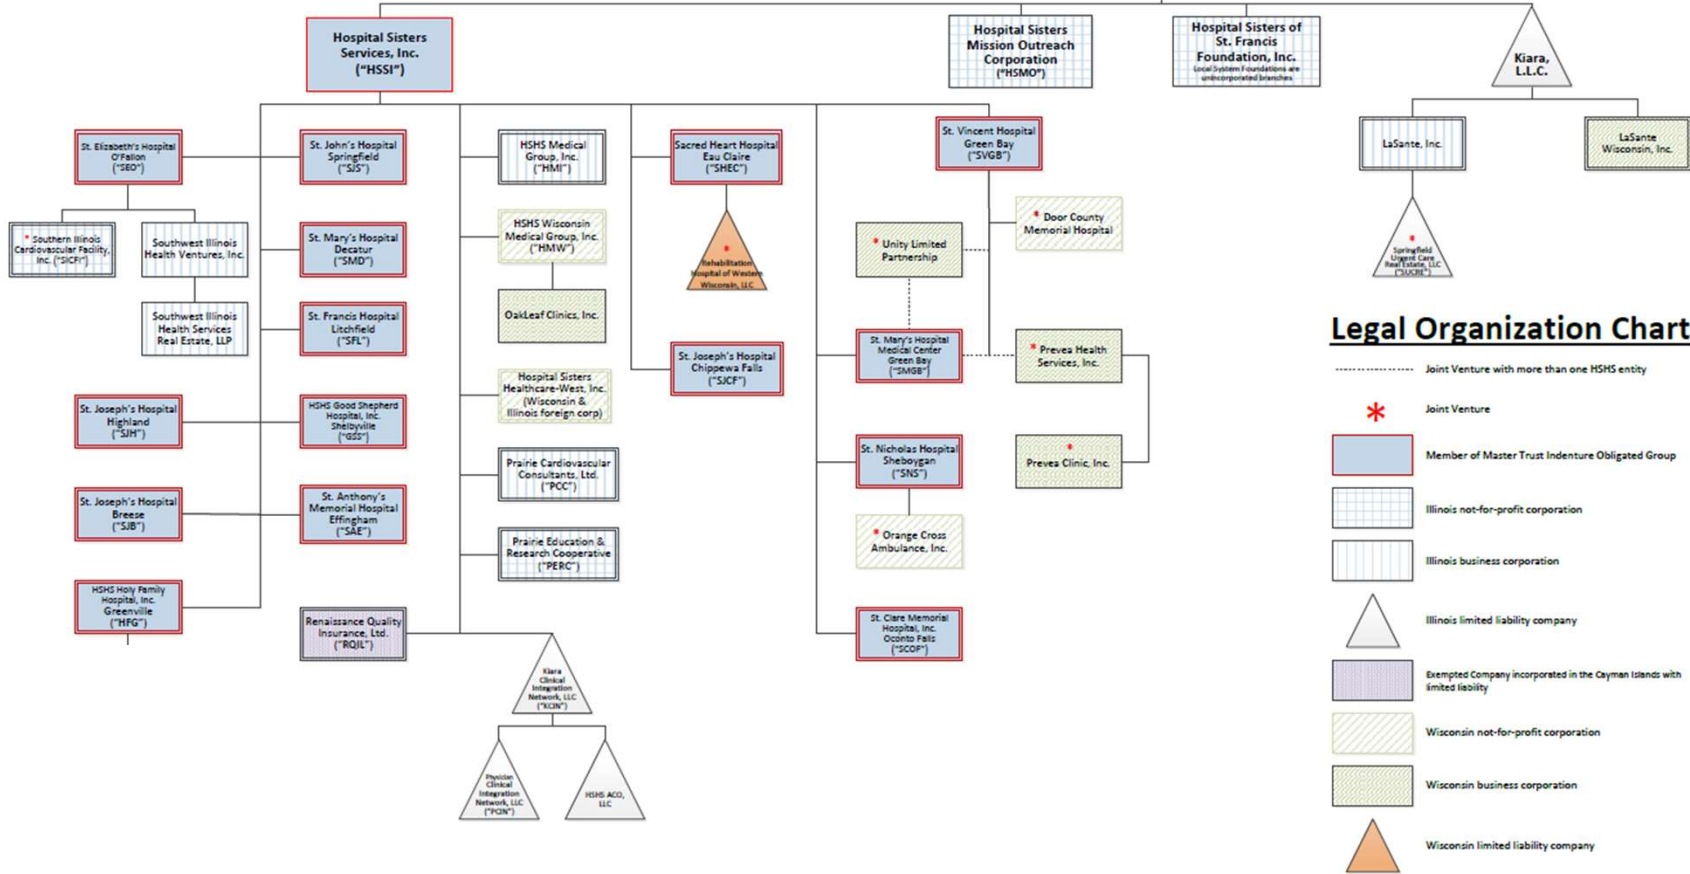 Hospital Sisters
Services, Inc.
("HSSI")
Hospital Sisters
Mission Outreach
Corporation
("HSMO")
Hospital Sisters of
St. Francis
Foundation, Inc.
Local System Foundations are
unincorporated branches
Kiara,
L.L.C.
St. Elizabeth's Hospital
O'Fallon
("SEO")
St. John's Hospital
Springfield
("SJS")
HSHS Medical
Group, Inc.
("HMI")
Sacred Heart Hospital
Eau Claire
("SHEC")
St. Vincent Hospital
Green Bay
("SVGB")
LaSante, Inc.
LaSante
Wisconsin, Inc.
* Southern Illinois
Cardiovascular Facility,
Inc. ("SICFI")
Southwest Illinois
Health Ventures, Inc.
St. Mary's Hospital
Decatur
("SMD")
HSHS Wisconsin
Medical Group, Inc.
("HMW")
*
Rehabilitation
Hospital of Western
Wisconsin, LLC
* Unity Limited
Partnership
* Door County
Memorial Hospital
*
Springfield
Urgent Care
Real Estate, LLC
("SUCRE")
Southwest Illinois
Health Services
Real Estate, LLP
St. Francis Hospital
Litchfield
("SFL")
OakLeaf Clinics, Inc.
St. Joseph's Hospital
Chippewa Falls
("SJCF")
St. Mary's Hospital
Medical Center
Green Bay
("SMGB")
* Prevea Health
Services, Inc.
St. Joseph's Hospital
Highland
("SJH")
HSHS Good Shepherd
Hospital, Inc.
Shelbyville
("GSS")
Hospital Sisters
Healthcare-West, Inc.
(Wisconsin &
Illinois foreign corp)
St. Nicholas Hospital
Sheboygan
("SNS")
*
Prevea Clinic, Inc.
Prairie Cardiovascular
Consultants, Ltd.
("PCC")
St. Joseph's Hospital
Breese
("SJB")
St. Anthony's
Memorial Hospital
Effingham
("SAE")
Prairie Education &
Research Cooperative
("PERC")
* Orange Cross
Ambulance, Inc.
HSHS Holy Family
Hospital, Inc.
Greenville
("HFG")
Renaissance Quality
Insurance, Ltd.
("RQIL")
St. Clare Memorial
Hospital, Inc.
Oconto Falls
("SCOF")
Kiara
Clinical
Integration
Network, LLC
("KCIN")
Physician
Clinical
Integration
Network, LLC
("PCIN")
HSHS ACO,
LLC
Legal Organization Chart
Joint Venture with more than one HSHS entity
* Joint Venture
Member of Master Trust Indenture Obligated Group
Illinois not-for-profit corporation
Illinois business corporation
Illinois limited liability company
Exempted Company incorporated in the Cayman Islands with
limited liability
Wisconsin not-for-profit corporation
Wisconsin business corporation
Wisconsin limited liability company